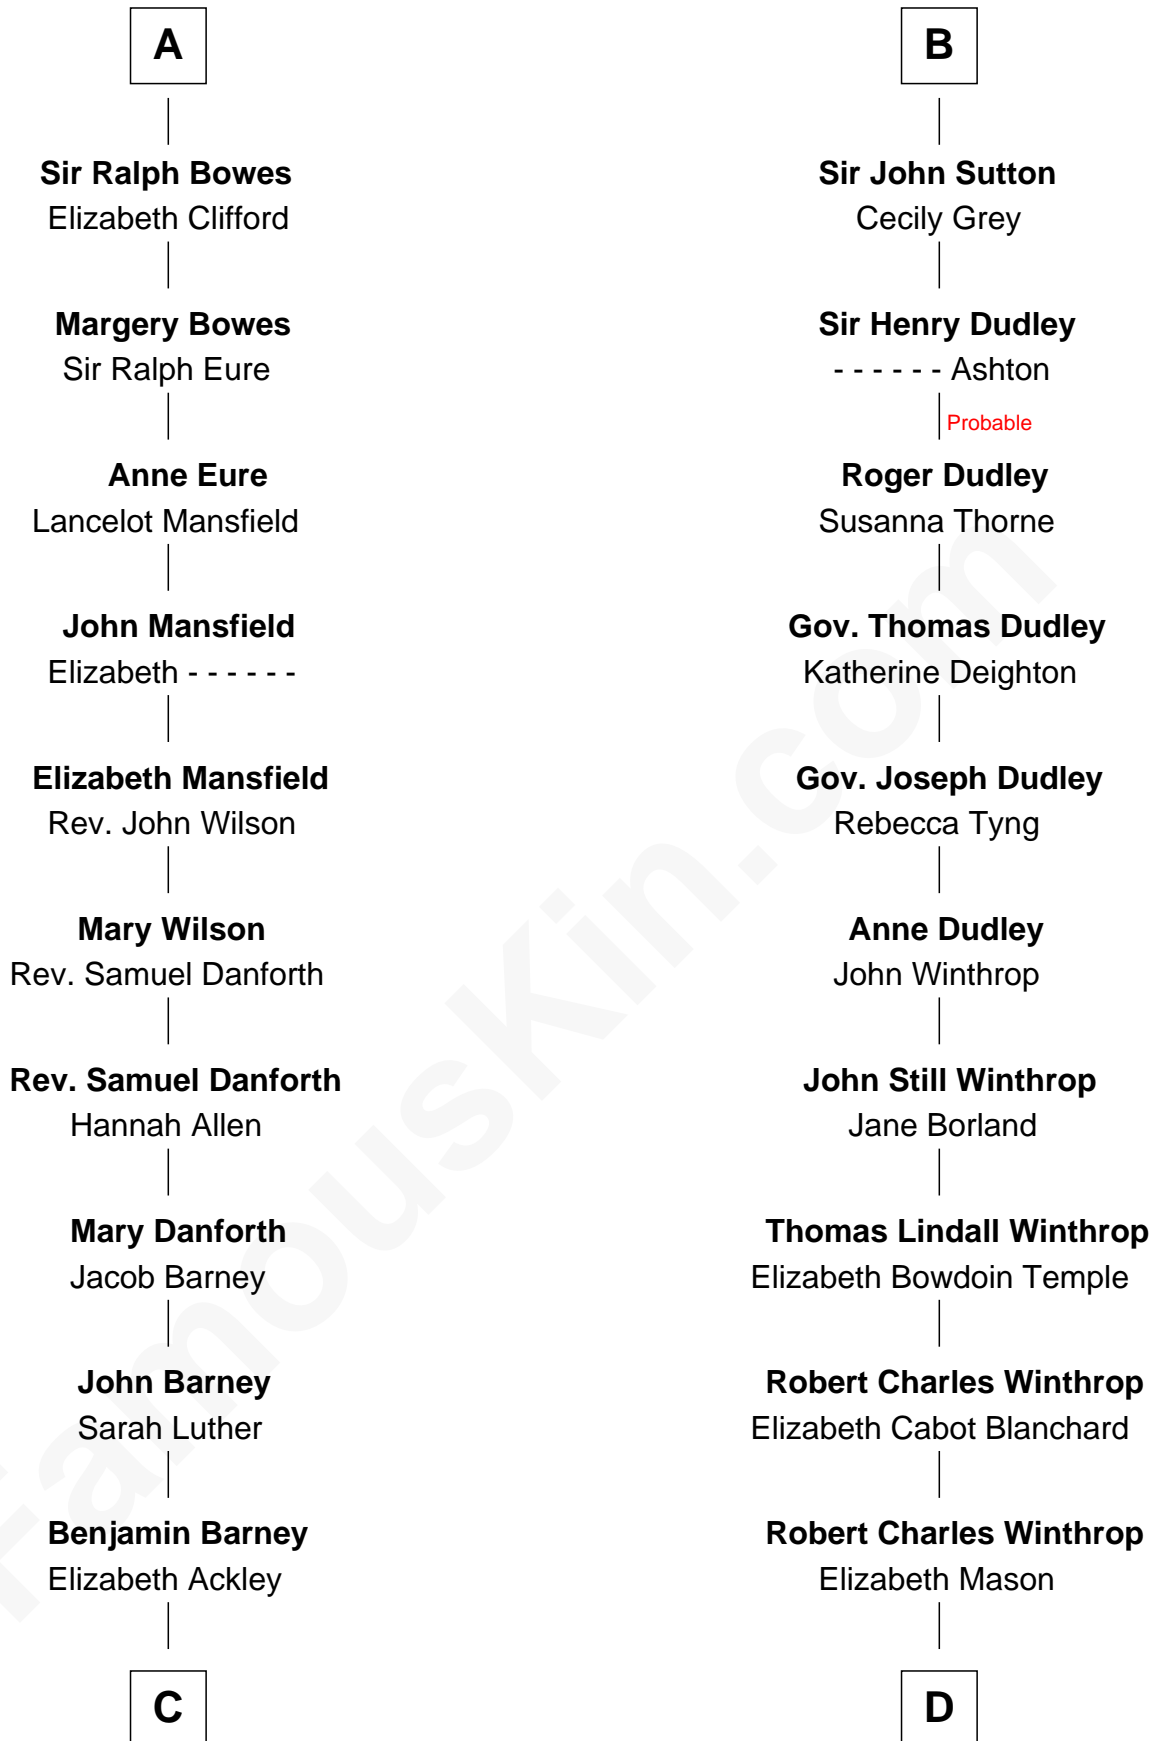 A
Sir Ralph Bowes
Elizabeth Clifford
Margery Bowes
Sir Ralph Eure
Anne Eure
Lancelot Mansfield
John Mansfield
Elizabeth - - - - - -
Elizabeth Mansfield
Rev. John Wilson
Mary Wilson
Rev. Samuel Danforth
Rev. Samuel Danforth
Hannah Allen
Mary Danforth
Jacob Barney
John Barney
Sarah Luther
Benjamin Barney
Elizabeth Ackley
C
B
Sir John Sutton
Cecily Grey
Sir Henry Dudley
- - - - - - Ashton
Probable
Roger Dudley
Susanna Thorne
Gov. Thomas Dudley
Katherine Deighton
Gov. Joseph Dudley
Rebecca Tyng
Anne Dudley
John Winthrop
John Still Winthrop
Jane Borland
Thomas Lindall Winthrop
Elizabeth Bowdoin Temple
Robert Charles Winthrop
Elizabeth Cabot Blanchard
Robert Charles Winthrop
Elizabeth Mason
D
FamousKin.com